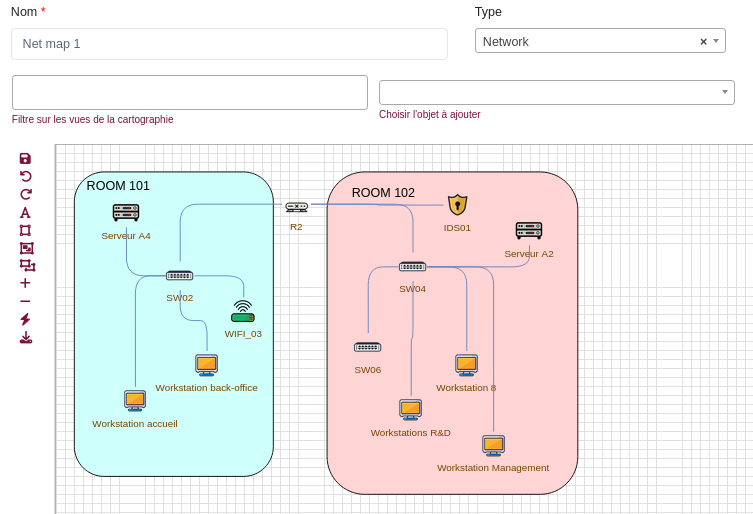 Nom *
Type
Net map 1
Network × 
Filtre sur les vues de la cartographie
Choisir l'objet à ajouter
A
ROOM 101
ROOM 102
Serveur A4
R2
IDS01
Serveur A2
SW02
SW04
WIFI_03
SW06
Workstation back-office
Workstation 8
Workstation accueil
Workstations R&D
Workstation Management